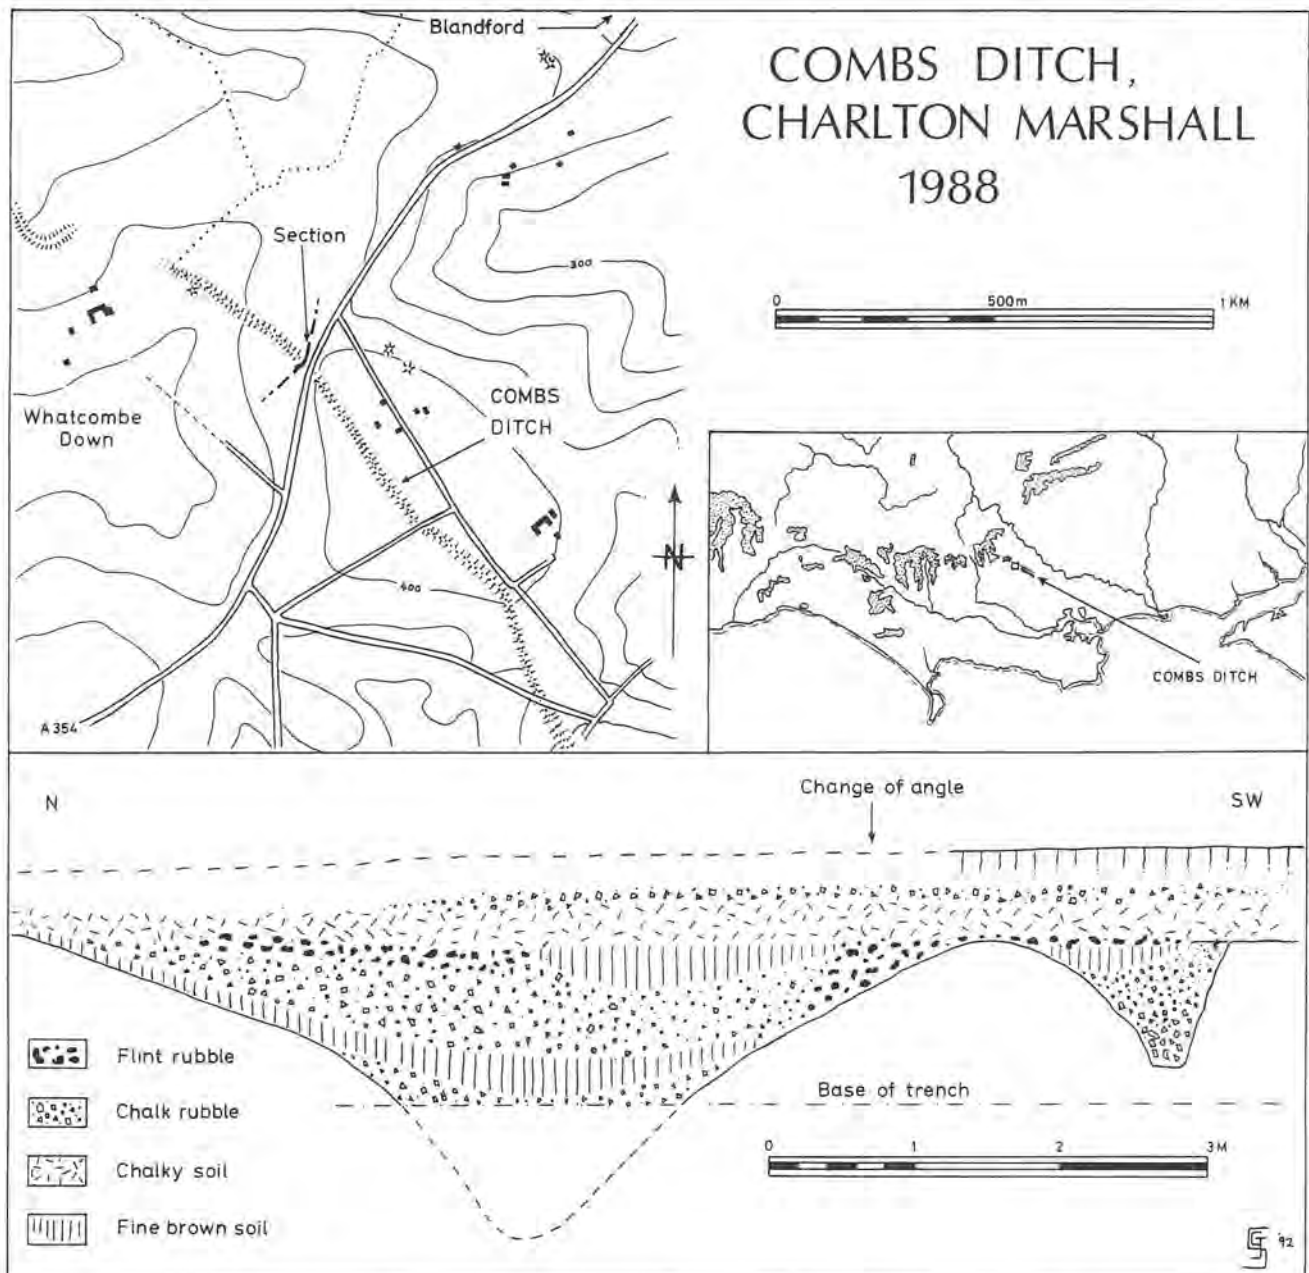 Blandford
COMBS DITCH,
CHARLTON MARSHALL
1988
Section
300
0 500m 1 KM
COMBS
DITCH
Whatcombe
Down
N
400
A 354
COMBS DITCH
Change of angle
N
SW
Flint rubble
Chalk rubble
Base of trench
Chalky soil
0 1 2 3 M
Fine brown soil
'92